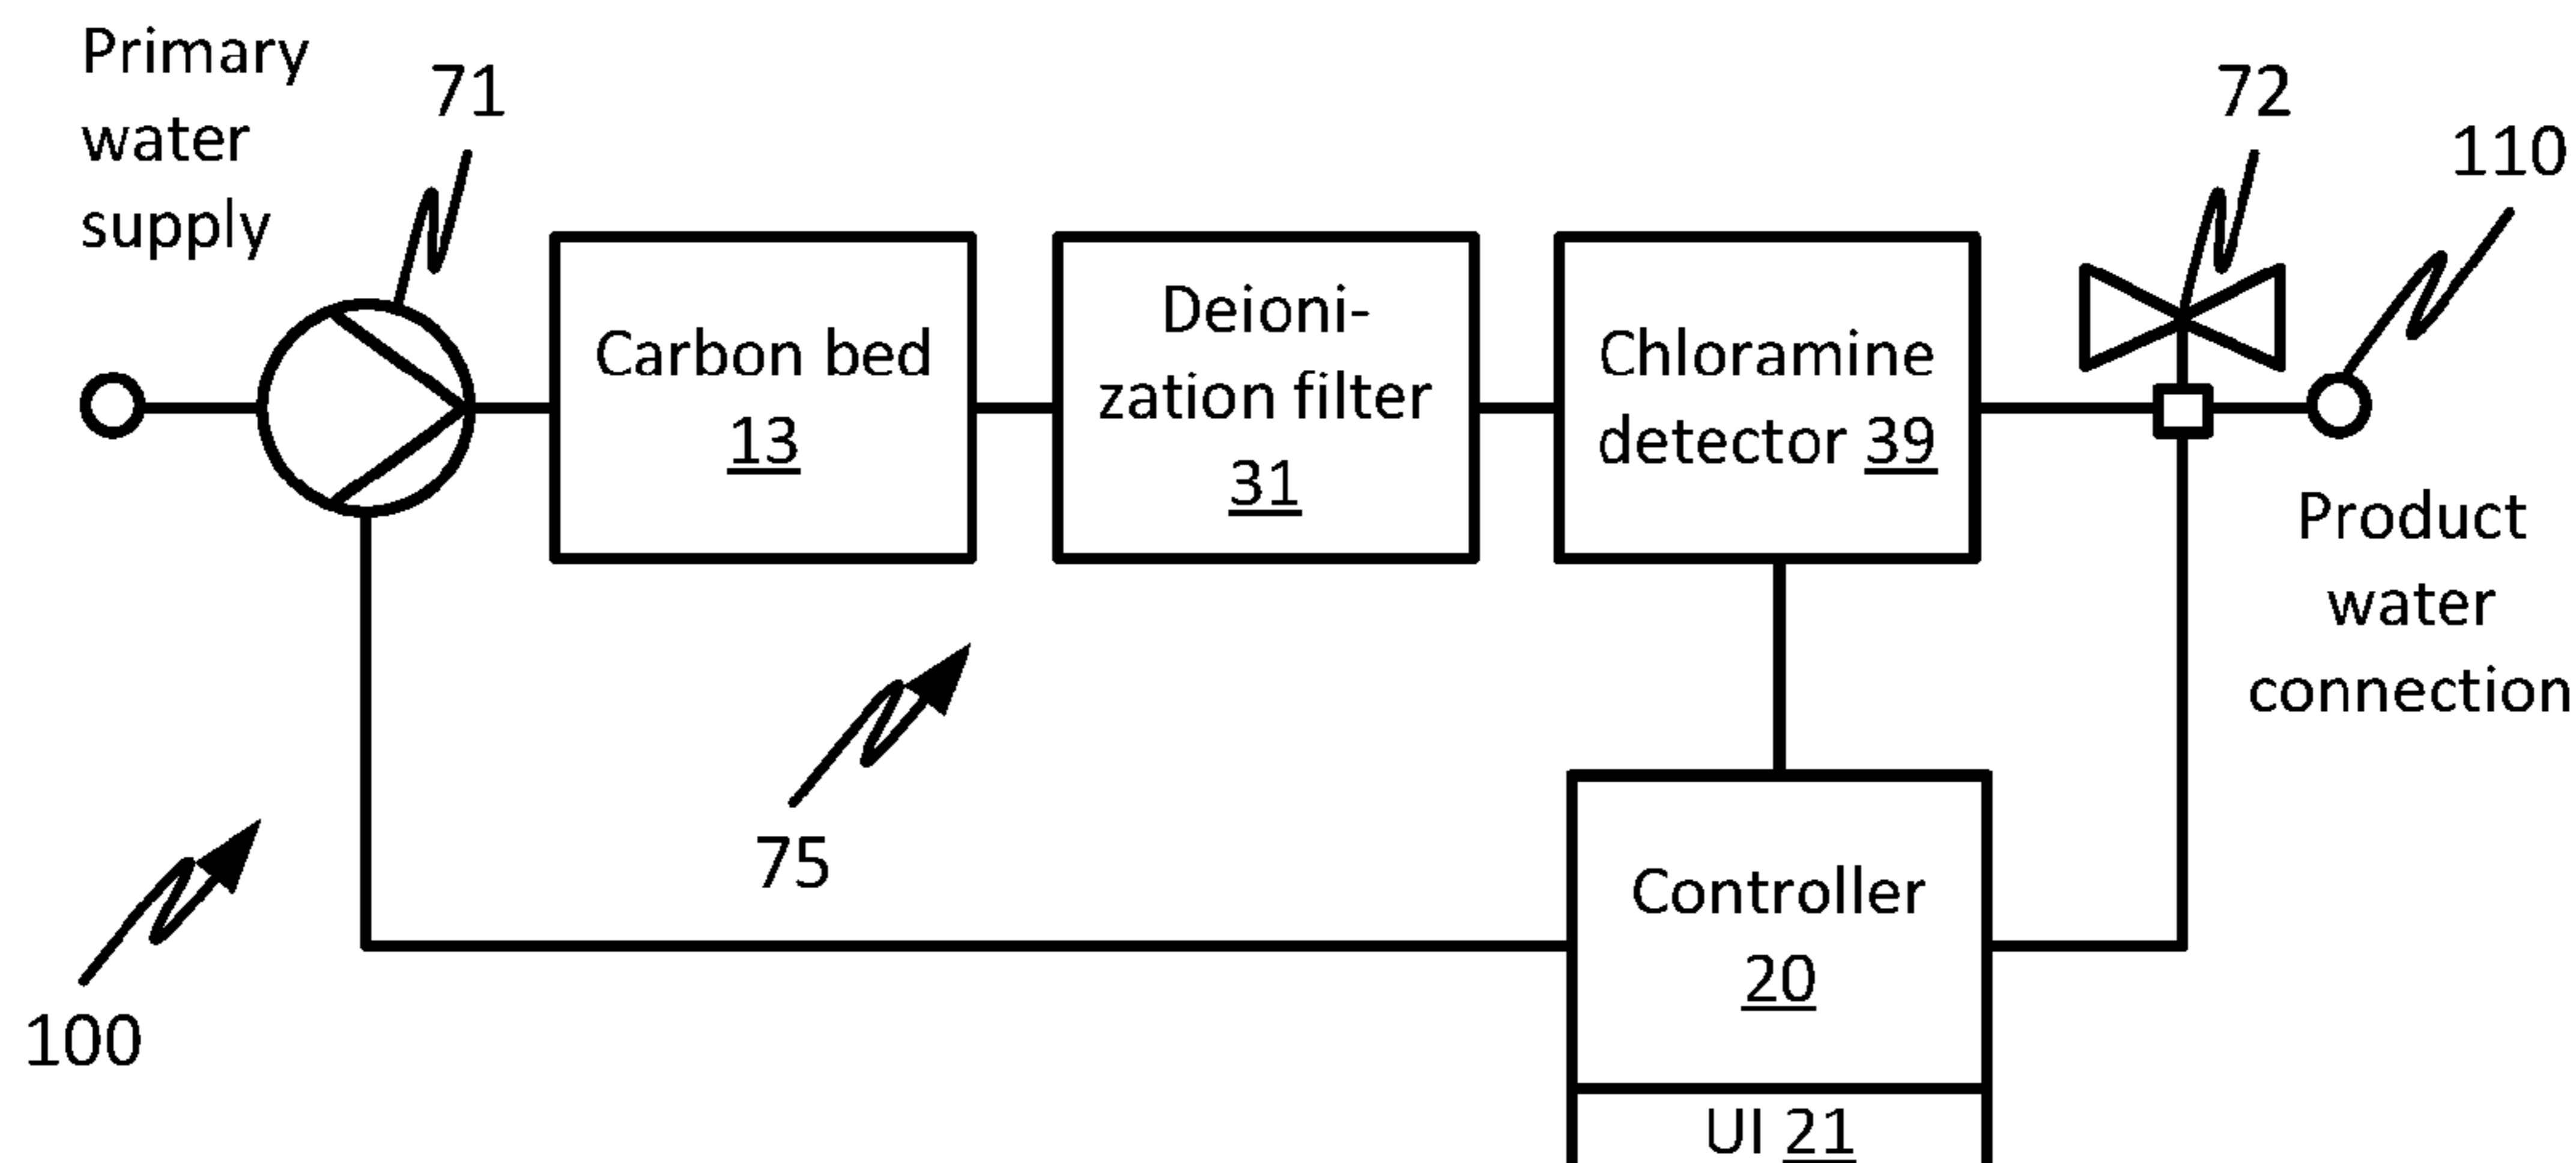 Primary
water
supply
71
72
110
Carbon bed
13
Deioni-
zation filter
31
Chloramine
detector 39
Product
water
connection
75
100
Controller
20
UI 21